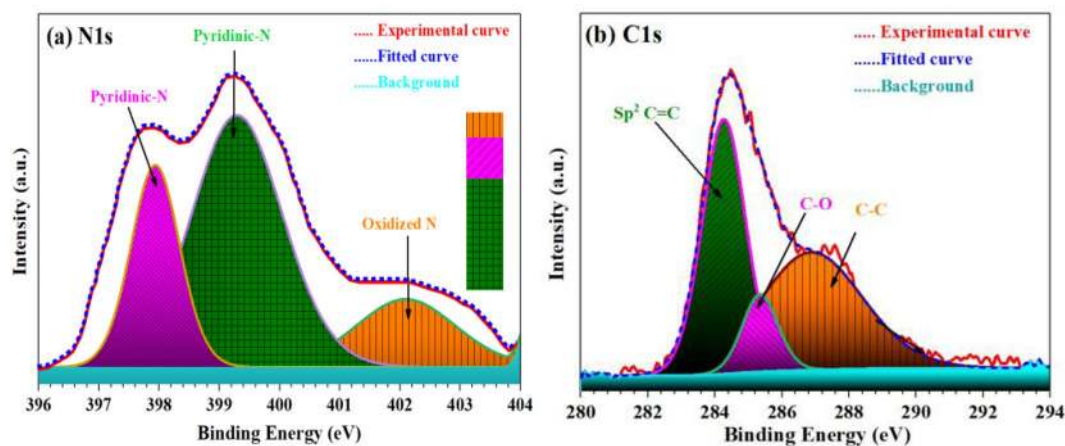 (a) N1s
Pyridinic-N
Pyridinic-N
..... Experimental curve
..... Fitted curve
......Background
Oxidized N
Intensity (a.u.)
396 397 398 399 400 401 402 403 404
Binding Energy (eV)
(b) C1s
..... Experimental curve
......Fitted curve
......Background
Sp² C=C
C-O
C-C
Intensity (a.u.)
280 282 284 286 288 290 292 294
Binding Energy (eV)